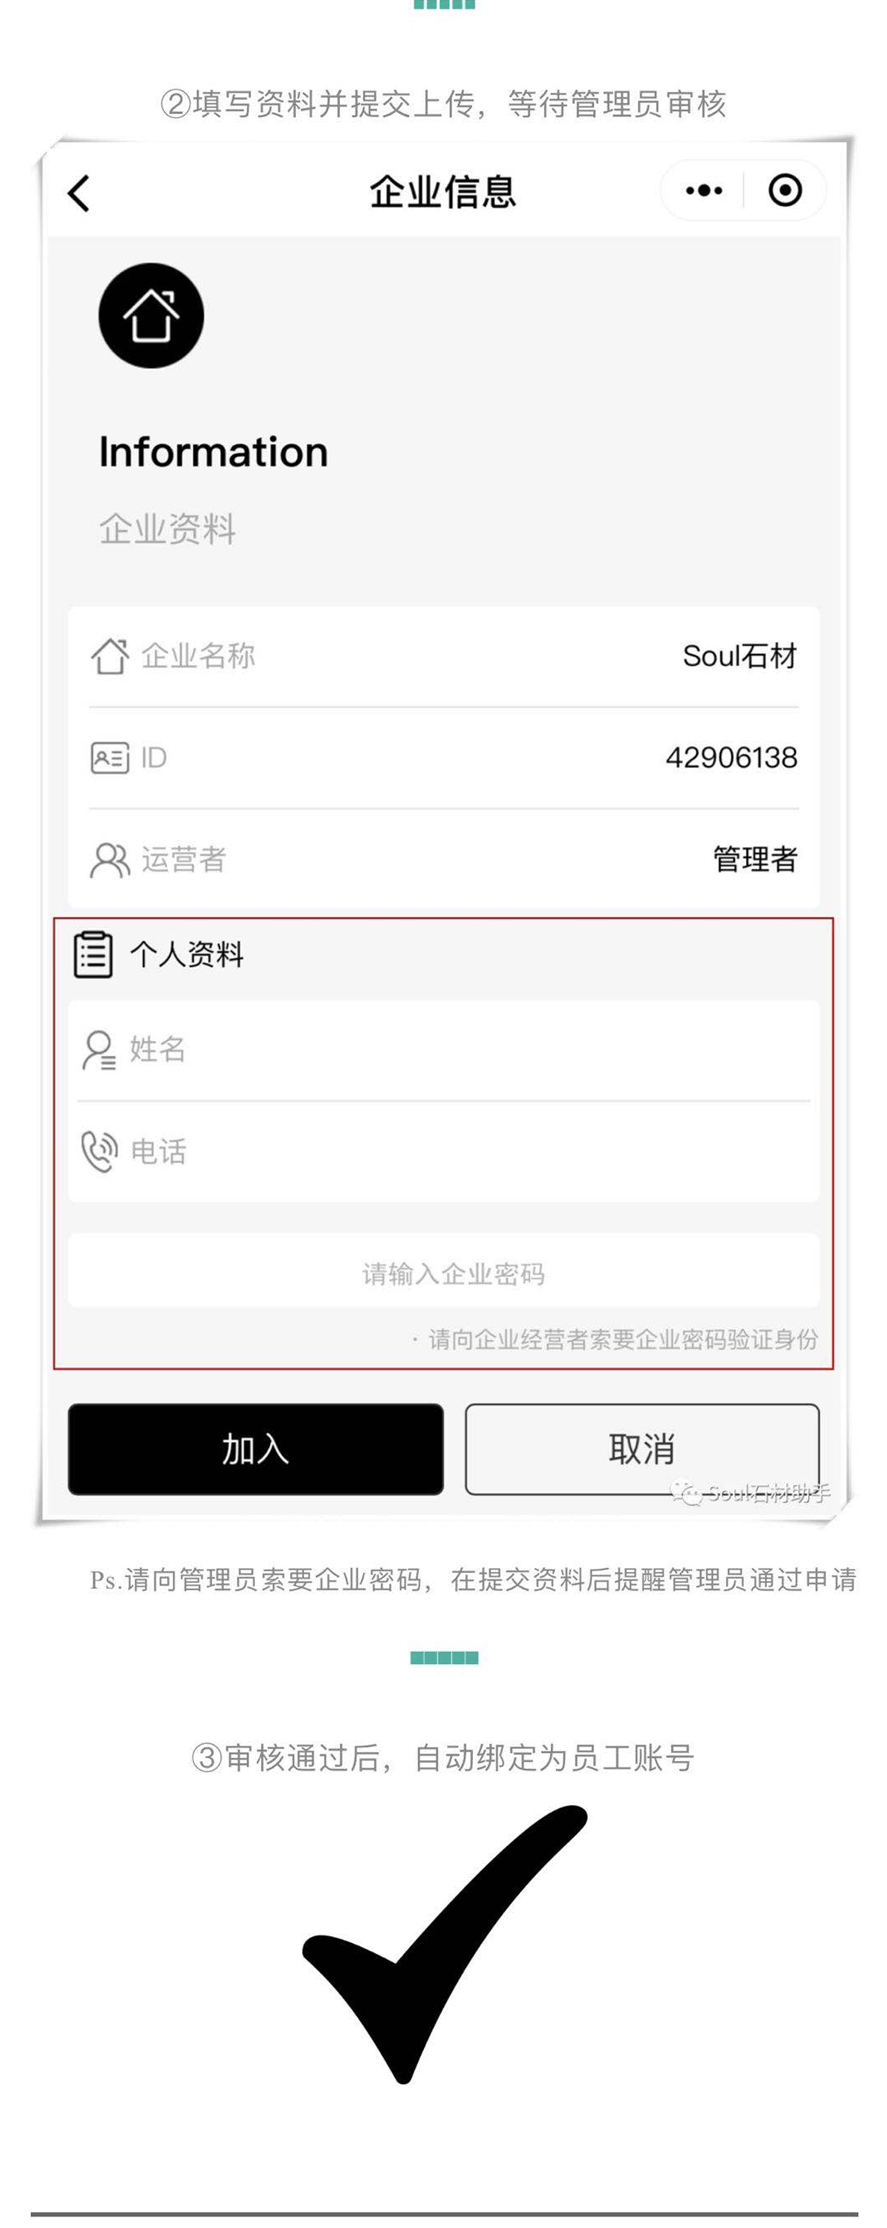 ②填写资料并提交上传，等待管理员审核
企业信息
Information
企业资料
企业名称 Soul石材
ID 42906138
运营者 管理者
个人资料
姓名
电话
请输入企业密码
· 请向企业经营者索要企业密码验证身份
加入 取消
Soul石材助手
Ps.请向管理员索要企业密码，在提交资料后提醒管理员通过申请
③审核通过后，自动绑定为员工账号